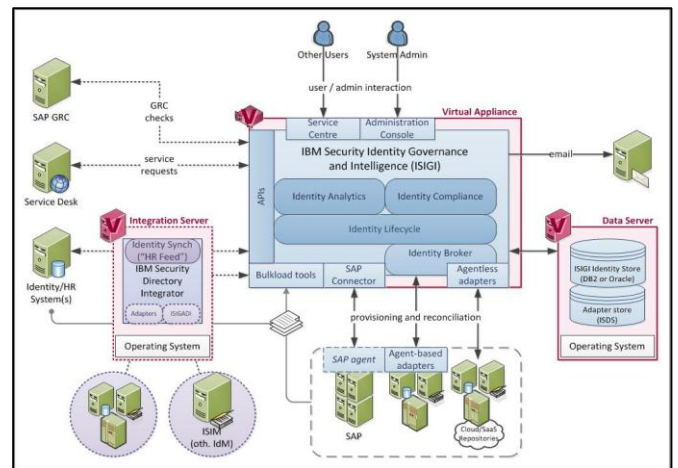 Other Users
System Admin
user / admin interaction
SAP GRC
GRC
checks
Virtual Appliance
V
Service
Centre
Administration
Console
IBM Security Identity Governance
and Intelligence (ISIGI)
email
service
requests
Service Desk
APIs
Identity Analytics
Identity Compliance
Identity Lifecycle
Identity Broker
V
Integration Server
V
Data Server
Identity Synch
("HR Feed")
IBM Security
Directory
Integrator
Adapters
ISIGADI
Operating System
Identity/HR
System(s)
Bulkload tools
SAP
Connector
Agentless
adapters
ISIGI Identity Store
(DB2 or Oracle)
Adapter store
(ISDS)
Operating System
provisioning and reconciliation
SAP agent
Agent-based
adapters
SAP
Cloud/SaaS
Repositories
ISIM
(oth. IdM)